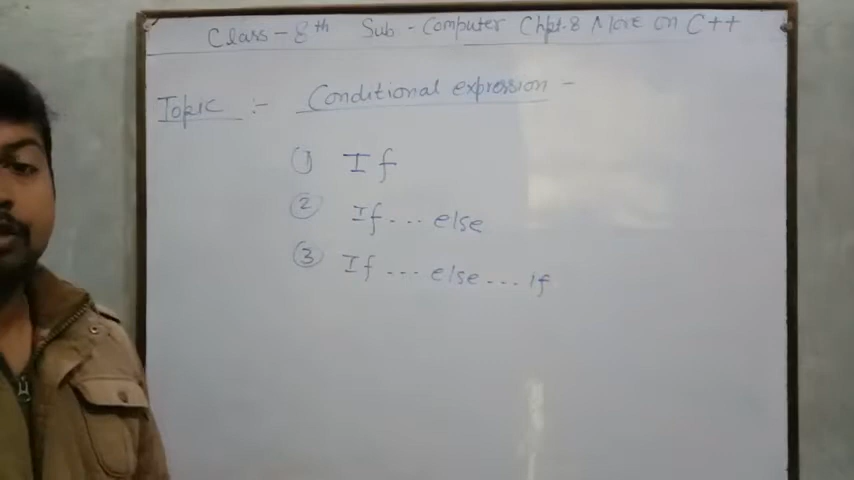 Class - 8th Sub - Computer Chpt.8 More on C++
Topic :- Conditional expression -
① If
② If... else
③ If --- else... if